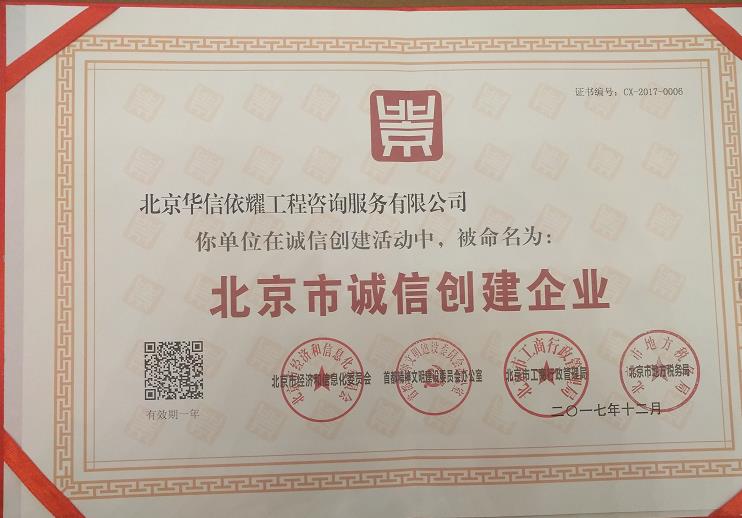 证书编号：CX-2017-0006
北京华信依耀工程咨询服务有限公司
你单位在诚信创建活动中，被命名为：
北京市诚信创建企业
北京市经济和信息化委员会
首都精神文明建设委员会办公室
北京市工商行政管理局
北京市地方税务局
有效期一年
二〇一七年十二月